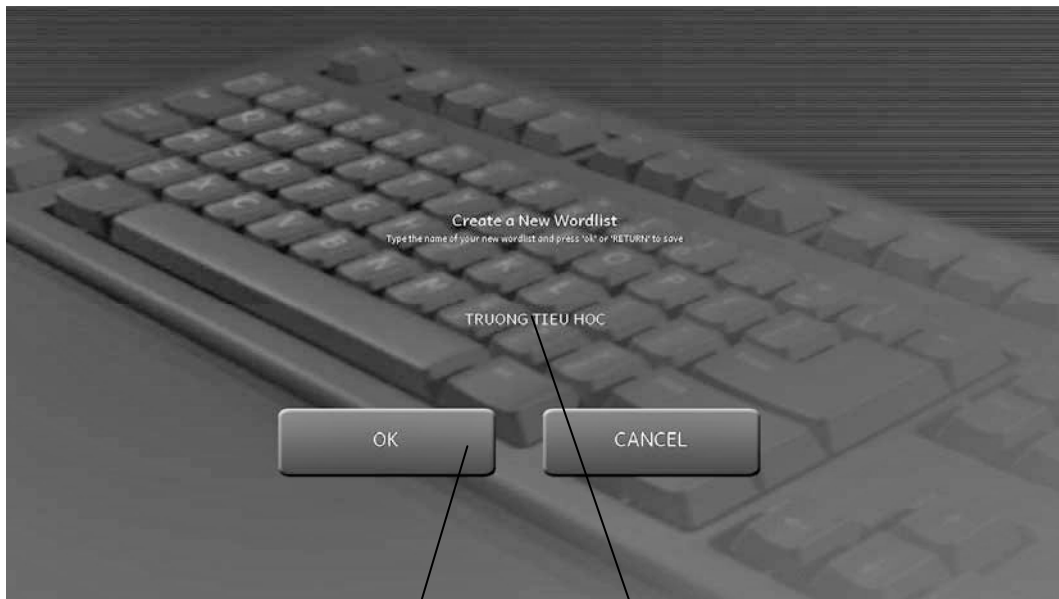 Create a New Wordlist
Type the name of your new wordlist and press 'ok' or 'RETURN' to save
TRUONG TIEU HOC
OK
CANCEL